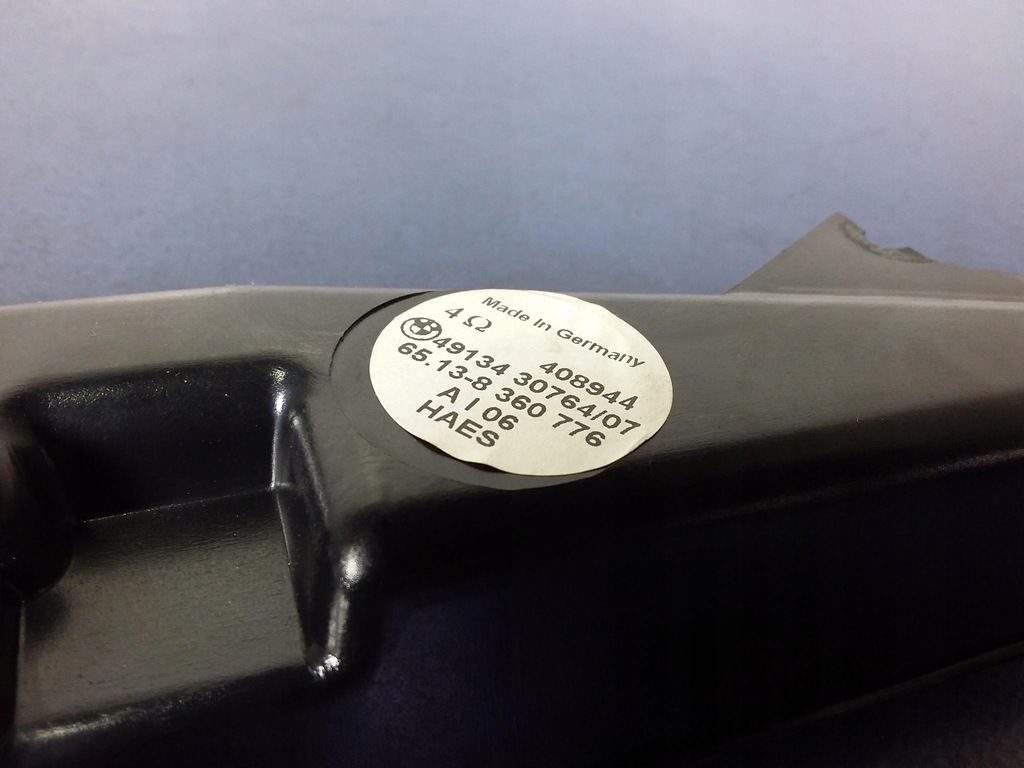 Made In Germany
4 Ω
408944
49134 30764/07
65.13-8 360 776
A I 06
HAES